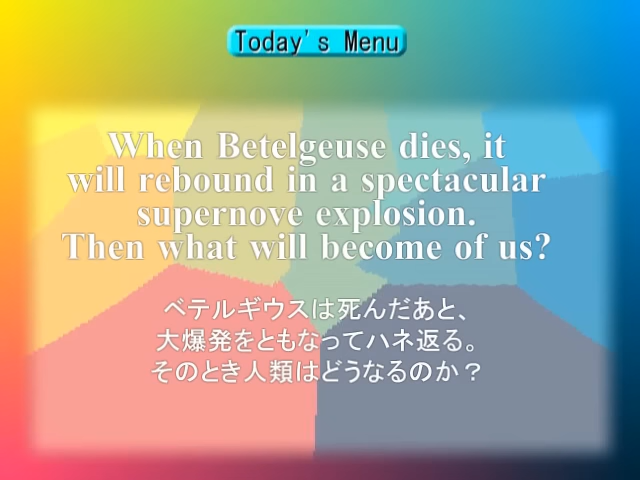 Today's Menu
When Betelgeuse dies, it
will rebound in a spectacular
supernove explosion.
Then what will become of us?
ベテルギウスは死んだあと、
大爆発をともなってハネ返る。
そのとき人類はどうなるのか？